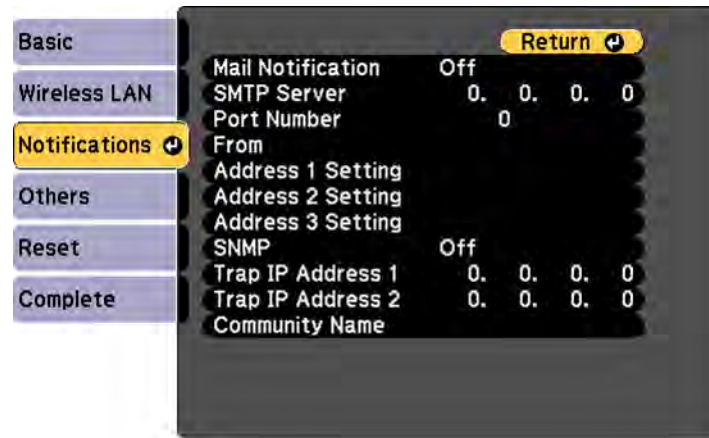 Basic
Wireless LAN
Notifications
Others
Reset
Complete
Return
Mail Notification Off
SMTP Server 0. 0. 0. 0
Port Number 0
From
Address 1 Setting
Address 2 Setting
Address 3 Setting
SNMP Off
Trap IP Address 1 0. 0. 0. 0
Trap IP Address 2 0. 0. 0. 0
Community Name